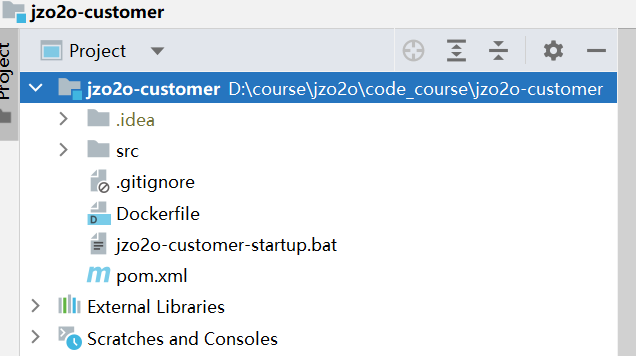 jzo2o-customer
Project
Project
jzo2o-customer D:\course\jzo2o\code_course\jzo2o-customer
.idea
src
.gitignore
D Dockerfile
jzo2o-customer-startup.bat
m pom.xml
External Libraries
Scratches and Consoles